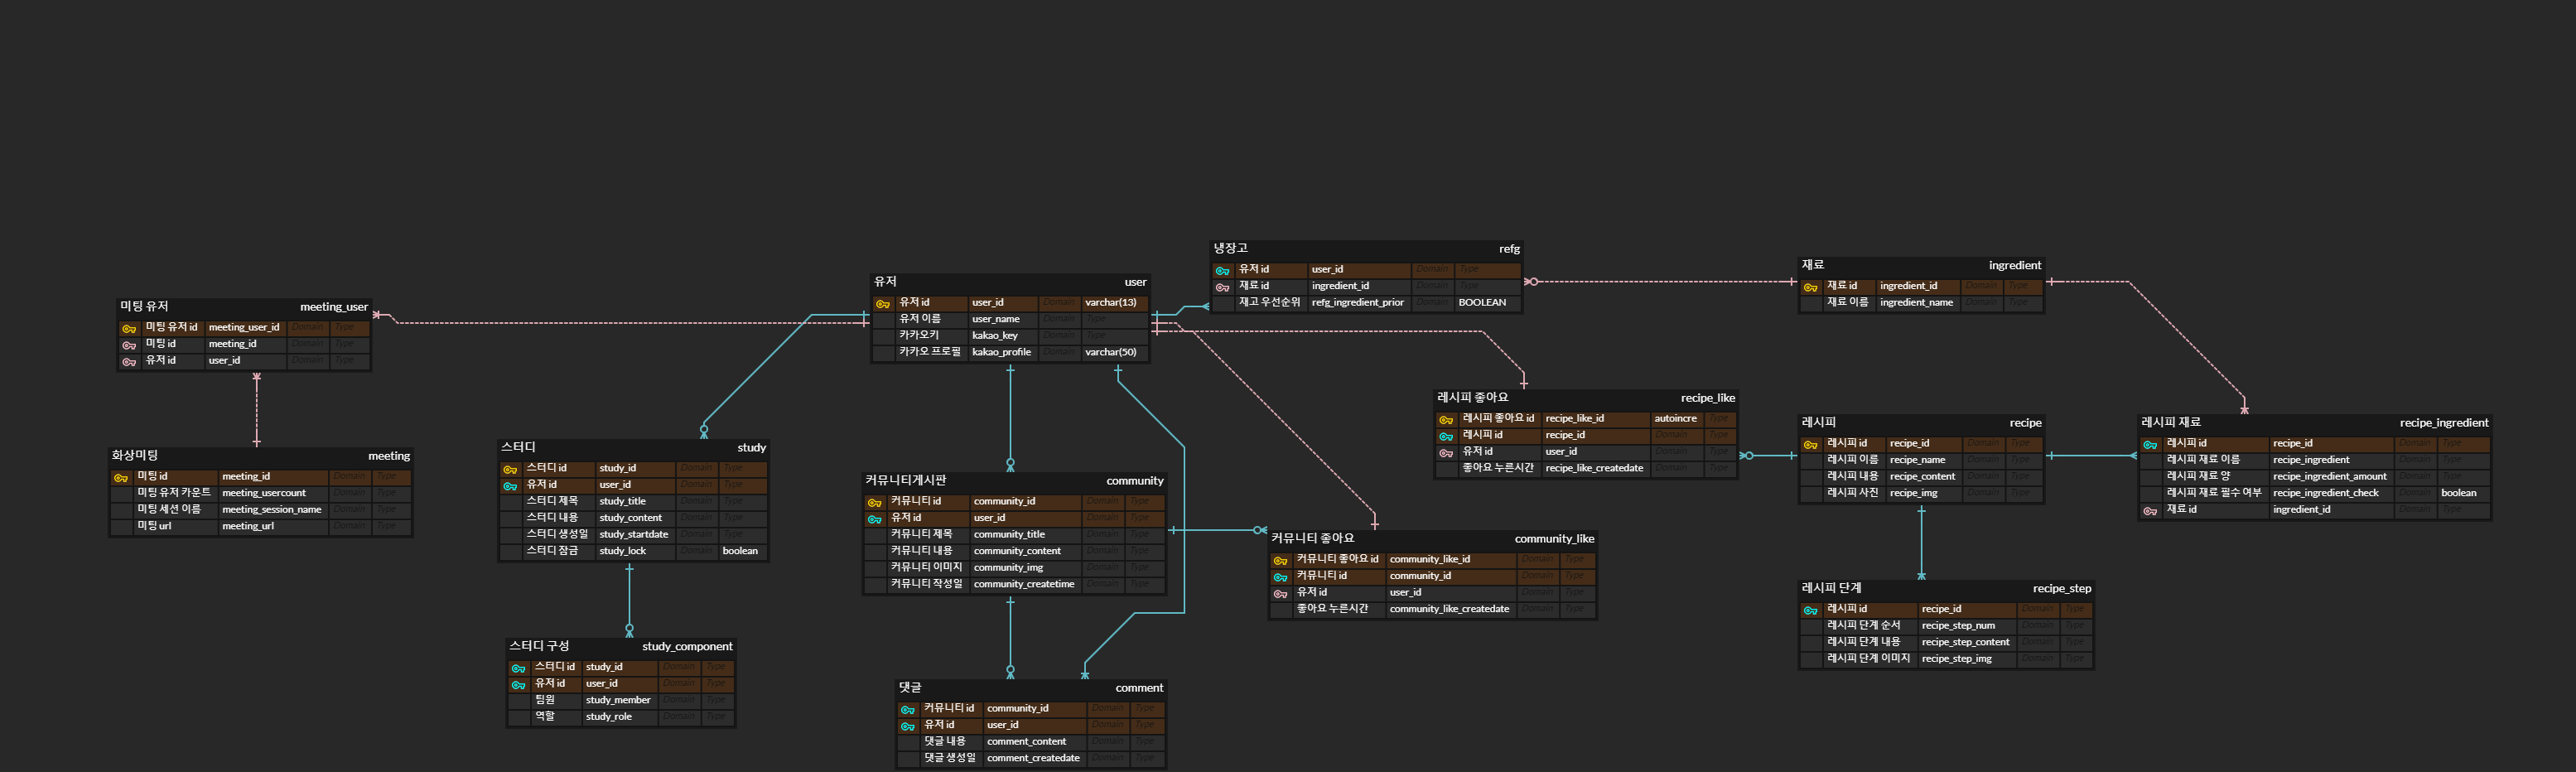 냉장고 refg
유저 id user_id Domain Type
재료 id ingredient_id Domain Type
재고 우선순위 refg_ingredient_prior Domain BOOLEAN
재료 ingredient
재료 id ingredient_id Domain Type
재료 이름 ingredient_name Domain Type
유저 user
유저 id user_id Domain varchar(13)
유저 이름 user_name Domain Type
카카오키 kakao_key Domain Type
카카오 프로필 kakao_profile Domain varchar(50)
미팅 유저 meeting_user
미팅 유저 id meeting_user_id Domain Type
미팅 id meeting_id Domain Type
유저 id user_id Domain Type
레시피 좋아요 recipe_like
레시피 좋아요 id recipe_like_id autoincre Type
레시피 id recipe_id Domain Type
유저 id user_id Domain Type
좋아요 누른시간 recipe_like_createdate Domain Type
레시피 recipe
레시피 id recipe_id Domain Type
레시피 이름 recipe_name Domain Type
레시피 내용 recipe_content Domain Type
레시피 사진 recipe_img Domain Type
레시피 재료 recipe_ingredient
레시피 id recipe_id Domain Type
레시피 재료 이름 recipe_ingredient Domain Type
레시피 재료 양 recipe_ingredient_amount Domain Type
레시피 재료 필수 여부 recipe_ingredient_check Domain boolean
재료 id ingredient_id Domain Type
화상미팅 meeting
미팅 id meeting_id Domain Type
미팅 유저 카운트 meeting_usercount Domain Type
미팅 세션 이름 meeting_session_name Domain Type
미팅 url meeting_url Domain Type
스터디 study
스터디 id study_id Domain Type
유저 id user_id Domain Type
스터디 제목 study_title Domain Type
스터디 내용 study_content Domain Type
스터디 생성일 study_startdate Domain Type
스터디 잠금 study_lock Domain boolean
커뮤니티게시판 community
커뮤니티 id community_id Domain Type
유저 id user_id Domain Type
커뮤니티 제목 community_title Domain Type
커뮤니티 내용 community_content Domain Type
커뮤니티 이미지 community_img Domain Type
커뮤니티 작성일 community_createtime Domain Type
커뮤니티 좋아요 community_like
커뮤니티 좋아요 id community_like_id Domain Type
커뮤니티 id community_id Domain Type
유저 id user_id Domain Type
좋아요 누른시간 community_like_createdate Domain Type
레시피 단계 recipe_step
레시피 id recipe_id Domain Type
레시피 단계 순서 recipe_step_num Domain Type
레시피 단계 내용 recipe_step_content Domain Type
레시피 단계 이미지 recipe_step_img Domain Type
스터디 구성 study_component
스터디 id study_id Domain Type
유저 id user_id Domain Type
팀원 study_member Domain Type
역할 study_role Domain Type
댓글 comment
커뮤니티 id community_id Domain Type
유저 id user_id Domain Type
댓글 내용 comment_content Domain Type
댓글 생성일 comment_createdate Domain Type